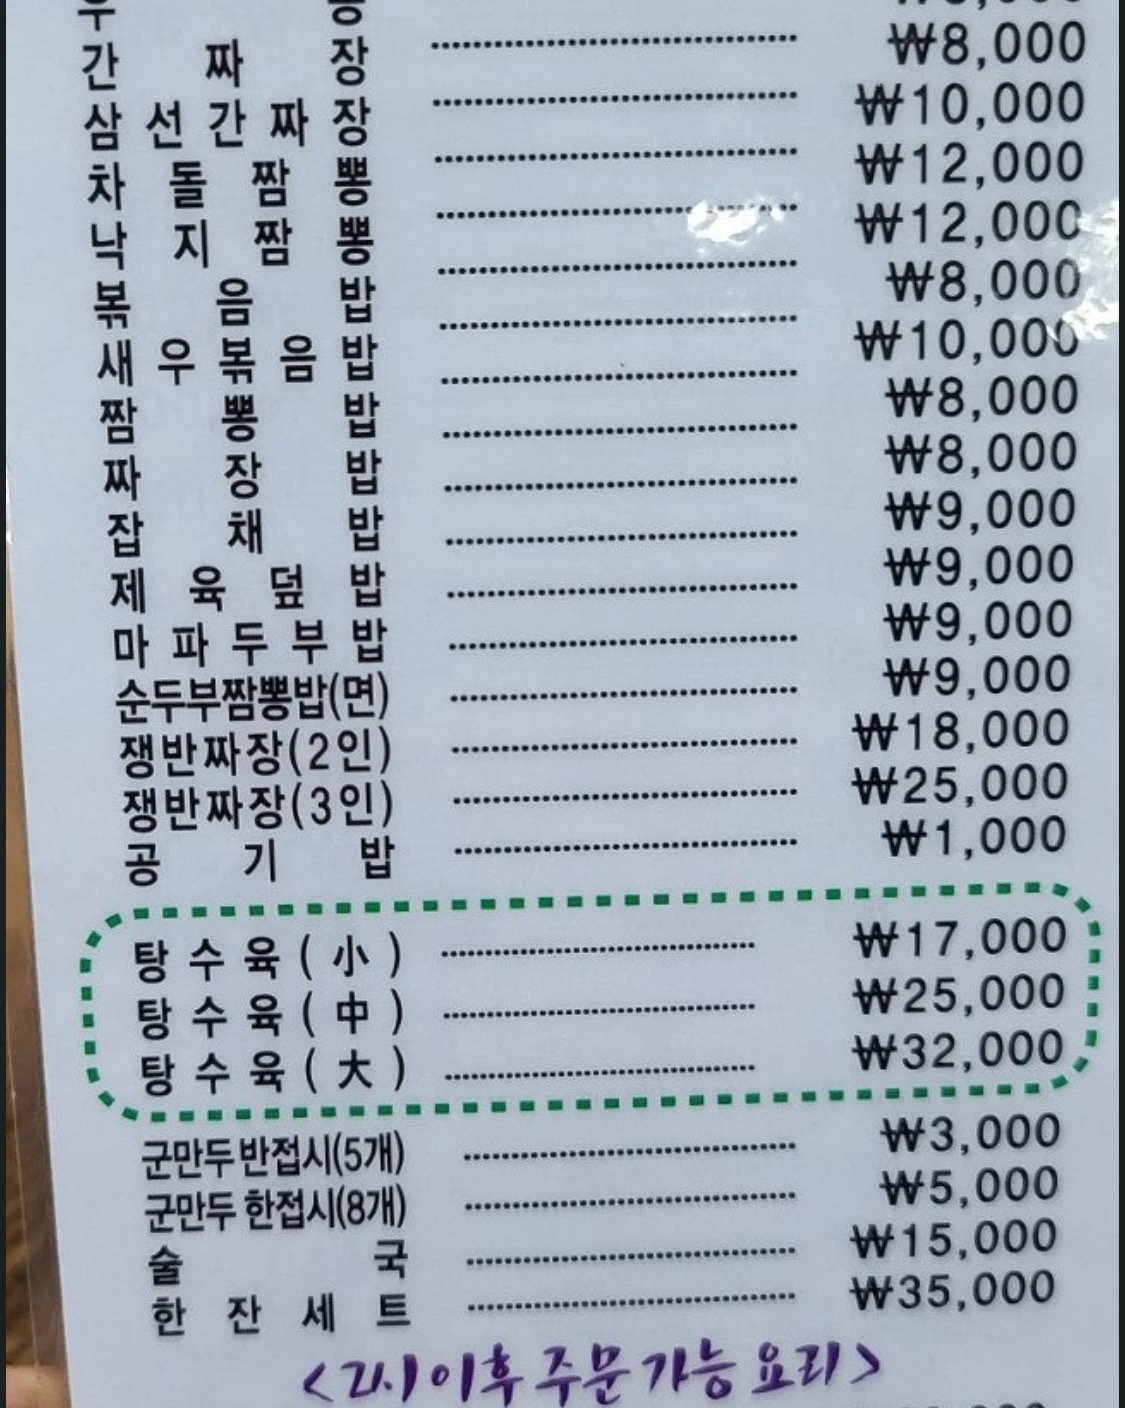 간 짜 장 ₩8,000
삼 선 간 짜 장 ₩10,000
차 돌 짬 뽕 ₩12,000
낙 지 짬 뽕 ₩12,000
볶 음 밥 ₩8,000
새 우 볶 음 밥 ₩10,000
짬 뽕 밥 ₩8,000
짜 장 밥 ₩8,000
잡 채 밥 ₩9,000
제 육 덮 밥 ₩9,000
마 파 두 부 밥 ₩9,000
순두부짬뽕밥(면) ₩9,000
쟁반짜장(2인) ₩18,000
쟁반짜장(3인) ₩25,000
공 기 밥 ₩1,000
탕 수 육 ( 小 ) ₩17,000
탕 수 육 ( 中 ) ₩25,000
탕 수 육 ( 大 ) ₩32,000
군만두 반접시(5개) ₩3,000
군만두 한접시(8개) ₩5,000
술 국 ₩15,000
한 잔 세 트 ₩35,000
<2시 이후 주문 가능 요리>